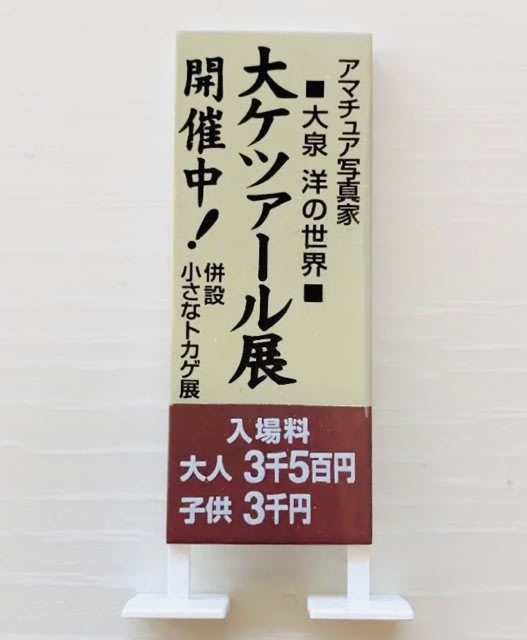 アマチュア写真家
■大泉 洋の世界■
大ケツァール展
開催中!
併設
小さなトカゲ展
入場料
大人 3千5百円
子供 3千円